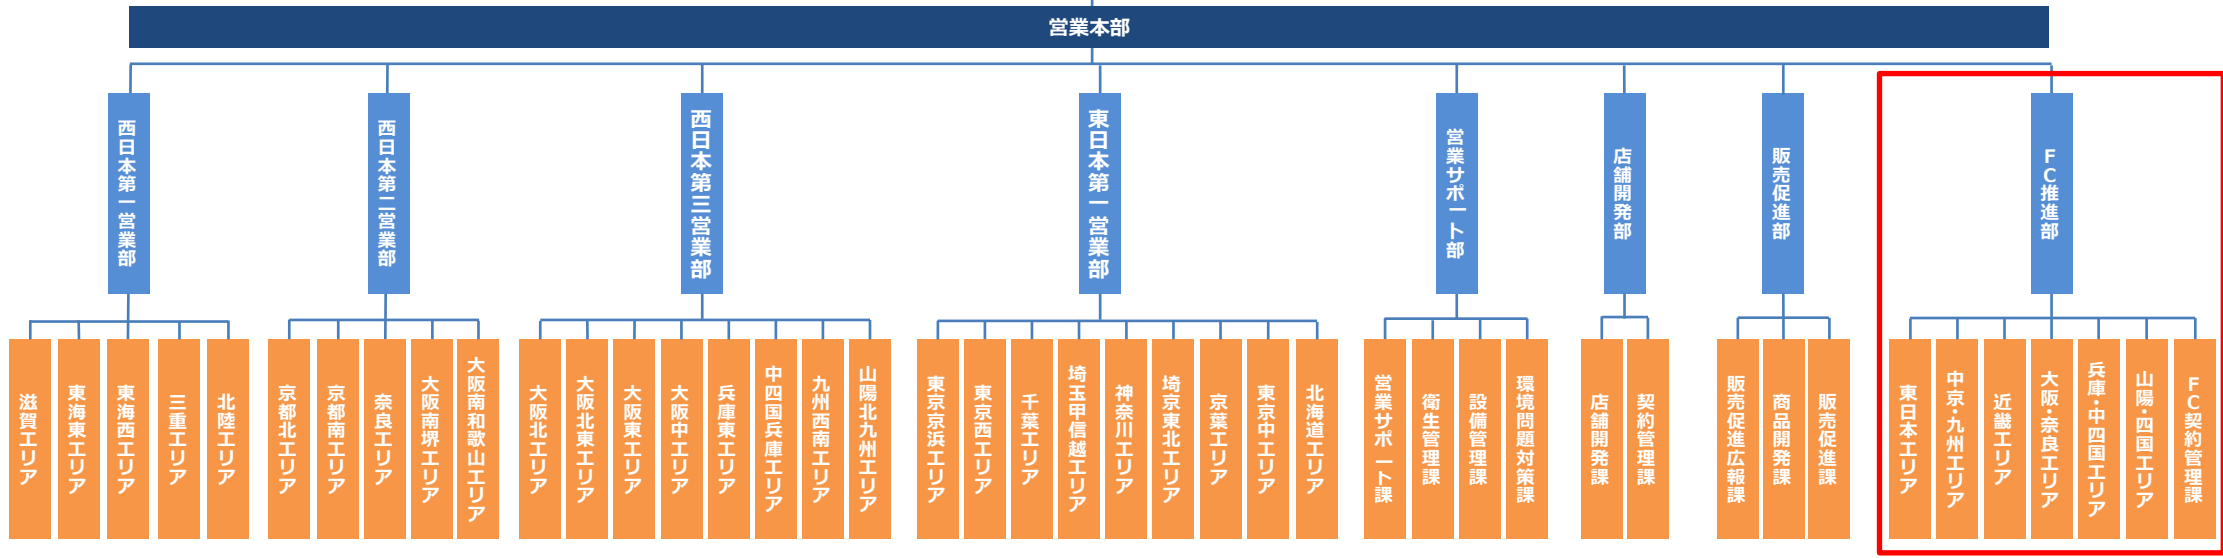 営業本部
西日本第一営業部
西日本第二営業部
西日本第三営業部
東日本第一営業部
営業サポート部
店舗開発部
販売促進部
FC推進部
滋賀エリア
東海東エリア
東海西エリア
三重エリア
北陸エリア
京都北エリア
京都南エリア
奈良エリア
大阪南堺エリア
大阪南和歌山エリア
大阪北エリア
大阪北東エリア
大阪東エリア
大阪中エリア
兵庫東エリア
中四国兵庫エリア
九州西南エリア
山陽北九州エリア
東京京浜エリア
東京西エリア
千葉エリア
埼玉甲信越エリア
神奈川エリア
埼京東北エリア
京葉エリア
東京中エリア
北海道エリア
営業サポート課
衛生管理課
設備管理課
環境問題対策課
店舗開発課
契約管理課
販売促進広報課
商品開発課
販売促進課
東日本エリア
中京・九州エリア
近畿エリア
大阪・奈良エリア
兵庫・中四国エリア
山陽・四国エリア
FC契約管理課